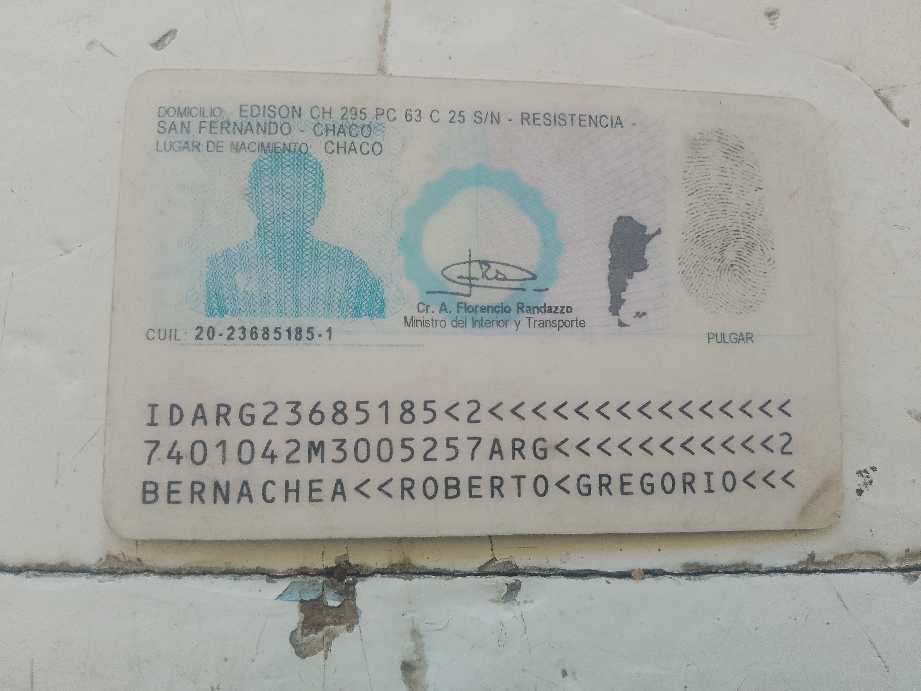 DOMICILIO: EDISON CH 295 PC 63 C 25 S/N - RESISTENCIA -
SAN FERNANDO - CHACO
LUGAR DE NACIMIENTO: CHACO
Cr. A. Florencio Randazzo
Ministro del Interior y Transporte
CUIL: 20-23685185-1
PULGAR
IDARG23685185<2<<<<<<<<<<<<<<<
7401042M3005257ARG<<<<<<<<<<<2
BERNACHEA<<ROBERTO<GREGORIO<<<